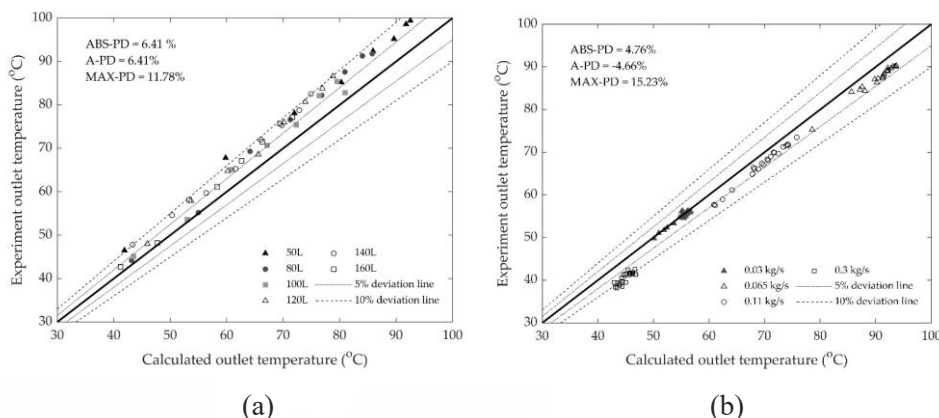 100
90
80
70
60
50
40
30
Experiment outlet temperature (°C)
ABS-PD = 6.41 %
A-PD = 6.41%
MAX-PD = 11.78%
50L
80L
100L
120L
140L
160L
5% deviation line
10% deviation line
30 40 50 60 70 80 90 100
Calculated outlet temperature (°C)
(a)
100
90
80
70
60
50
40
30
Experiment outlet temperature (°C)
ABS-PD = 4.76%
A-PD = -4.66%
MAX-PD = 15.23%
0.03 kg/s
0.065 kg/s
0.11 kg/s
0.3 kg/s
5% deviation line
10% deviation line
30 40 50 60 70 80 90 100
Calculated outlet temperature (°C)
(b)